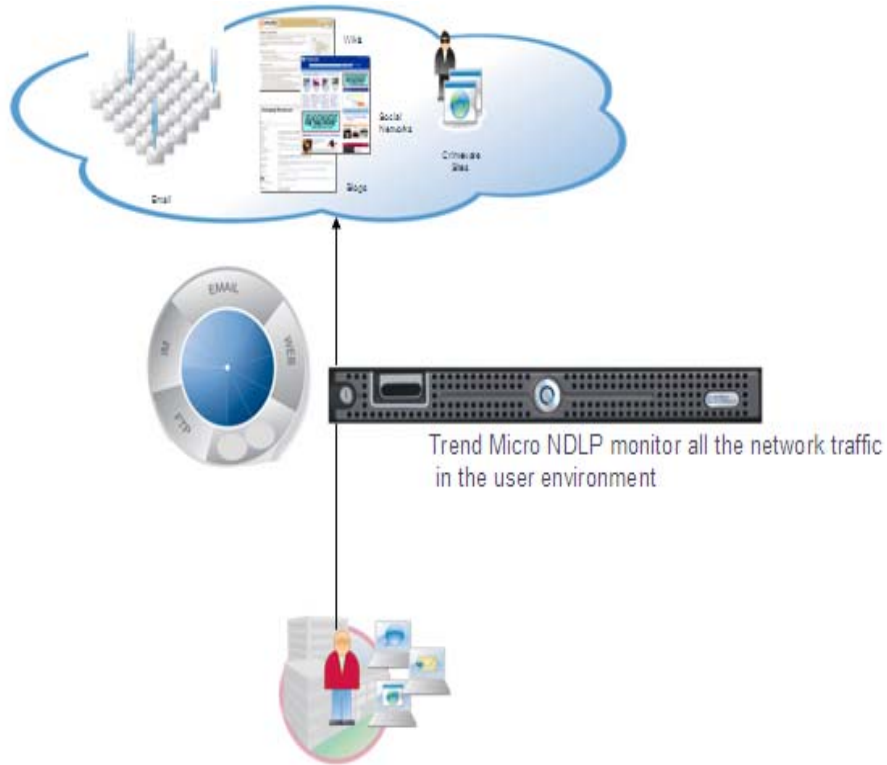 Wikis
Social
Networks
Crimeware
Sites
Email
Blogs
EMAIL
IM
WEB
FTP
Trend Micro NDLP monitor all the network traffic
in the user environment